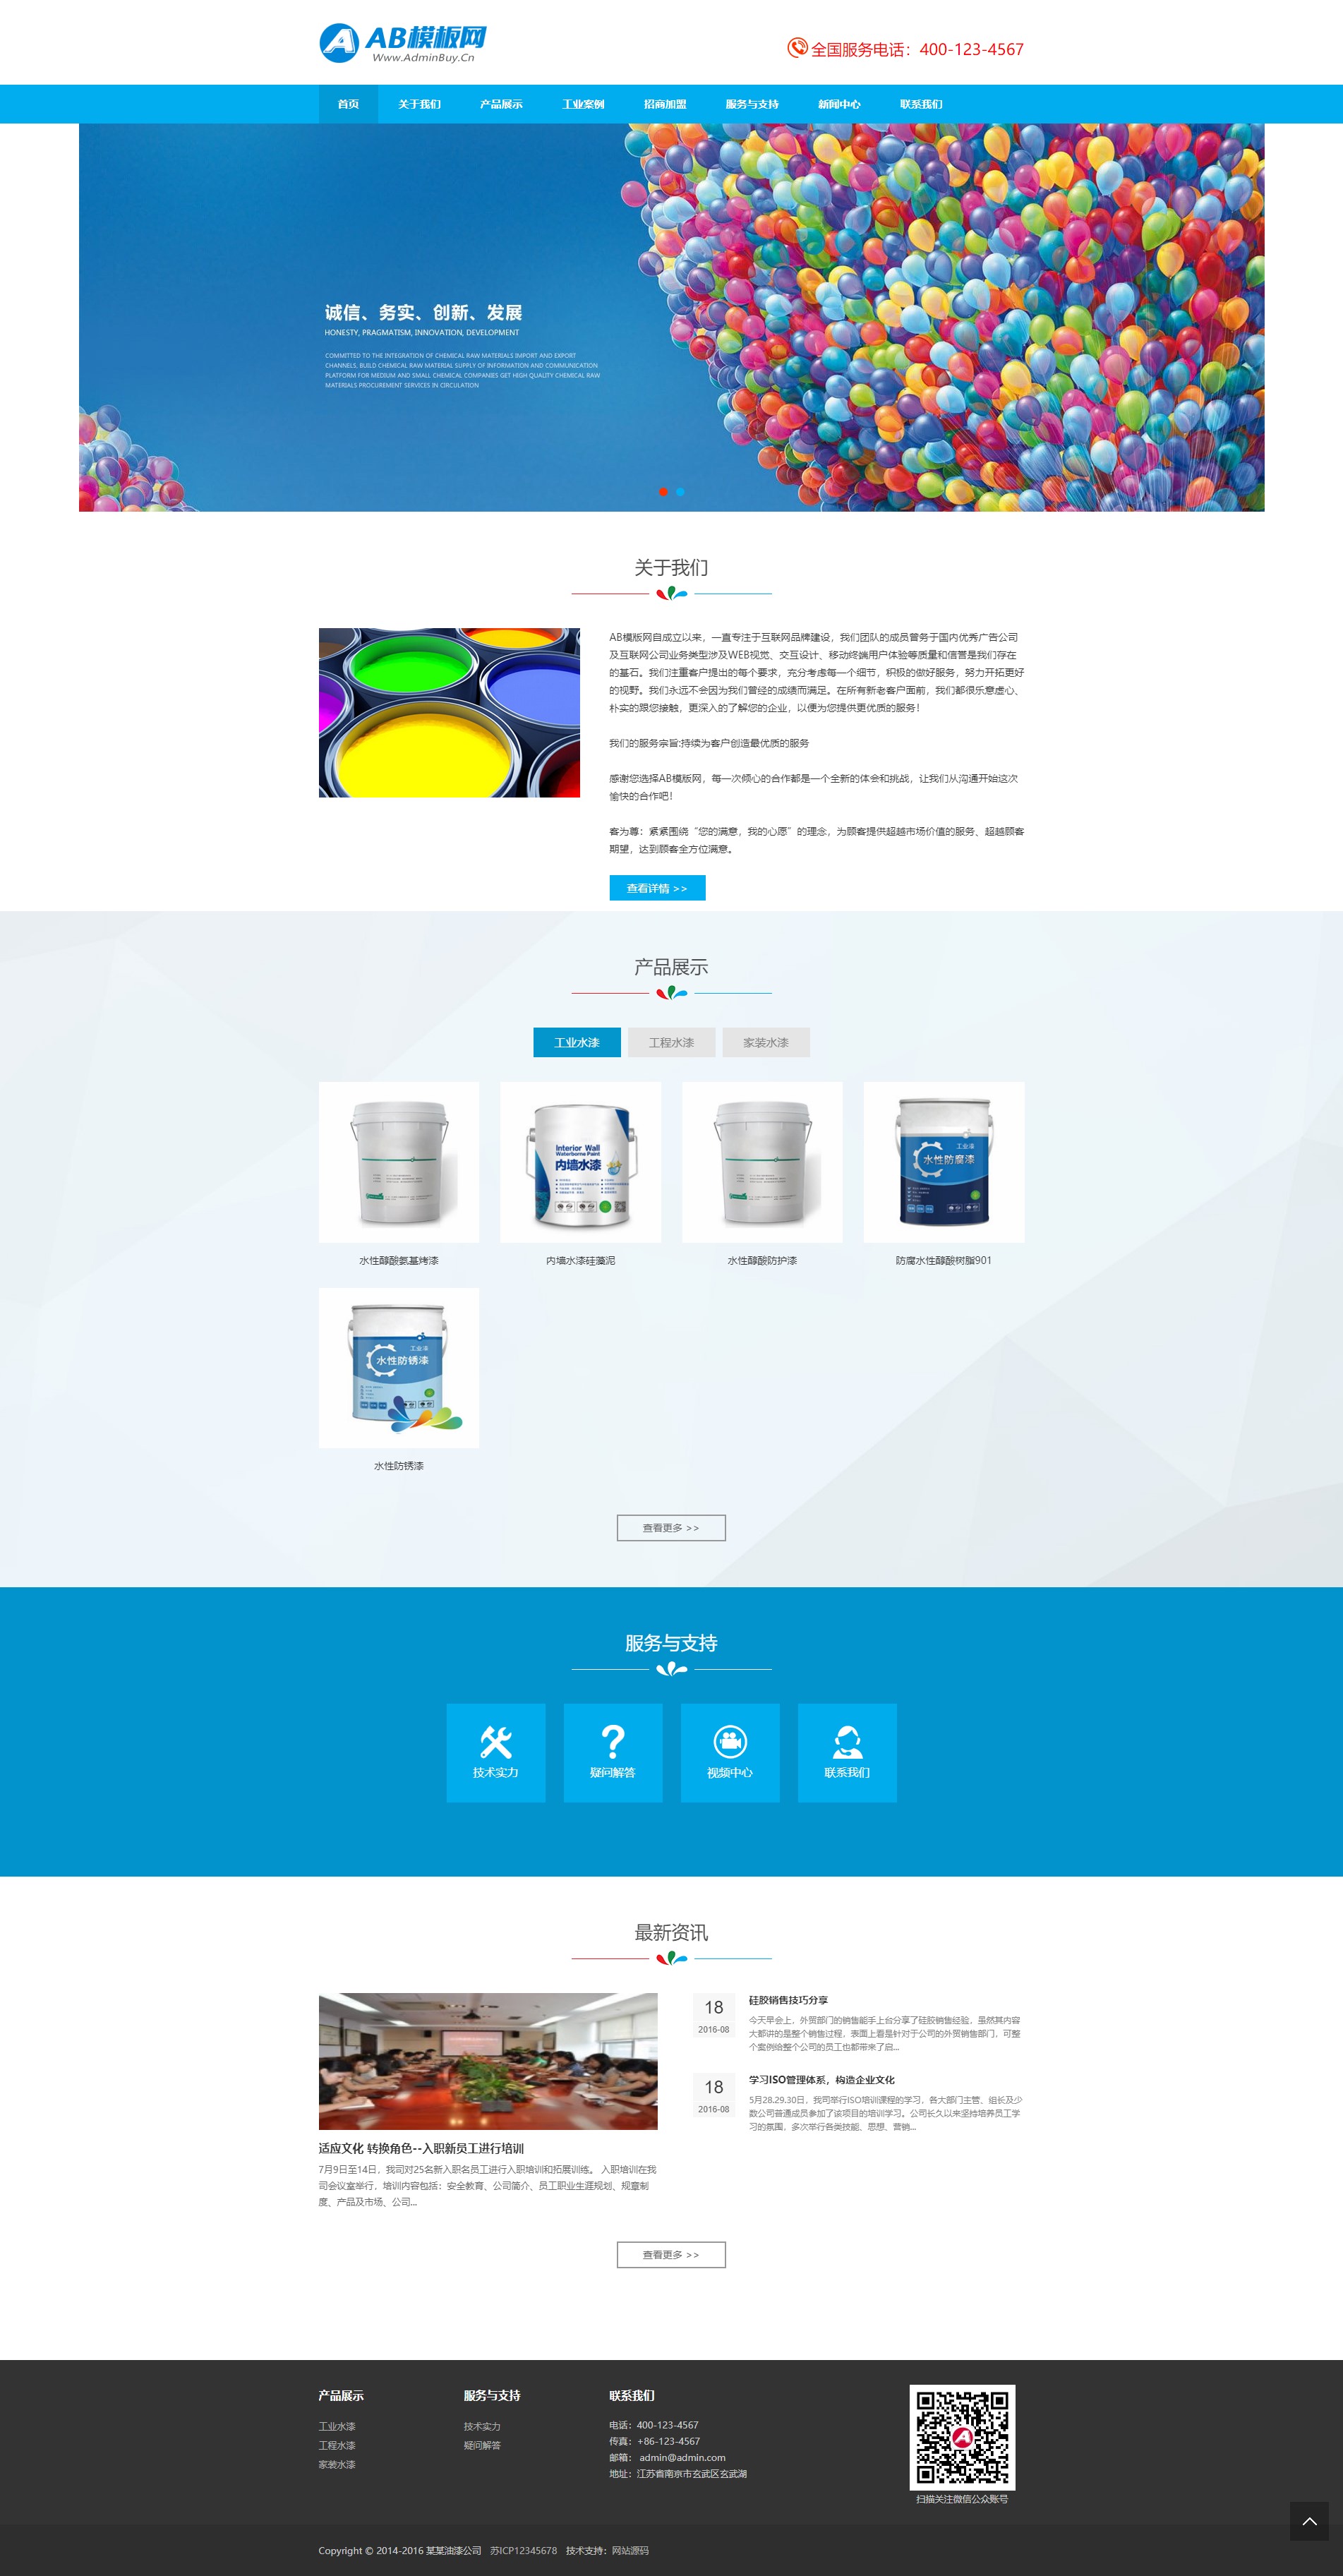 AB模板网
Www.AdminBuy.Cn
全国服务电话：400-123-4567
首页 关于我们 产品展示 工业案例 招商加盟 服务与支持 新闻中心 联系我们
诚信、务实、创新、发展
HONESTY, PRAGMATISM, INNOVATION, DEVELOPMENT
COMMITTED TO THE INTEGRATION OF CHEMICAL RAW MATERIALS IMPORT AND EXPORT
CHANNELS, BUILD CHEMICAL RAW MATERIAL SUPPLY OF INFORMATION AND COMMUNICATION
PLATFORM FOR MEDIUM AND SMALL CHEMICAL COMPANIES GET HIGH QUALITY CHEMICAL RAW
MATERIALS PROCUREMENT SERVICES IN CIRCULATION
关于我们
AB模版网自成立以来，一直专注于互联网品牌建设，我们团队的成员曾务于国内优秀广告公司
及互联网公司业务类型涉及WEB视觉、交互设计、移动终端用户体验等质量和信誉是我们存在
的基石。我们注重客户提出的每个要求，充分考虑每一个细节，积极的做好服务，努力开拓更好
的视野。我们永远不会因为我们曾经的成绩而满足。在所有新老客户面前，我们都很乐意虚心、
朴实的跟您接触，更深入的了解您的企业，以便为您提供更优质的服务！
我们的服务宗旨:持续为客户创造最优质的服务
感谢您选择AB模版网，每一次倾心的合作都是一个全新的体会和挑战，让我们从沟通开始这次
愉快的合作吧！
客为尊：紧紧围绕“您的满意，我的心愿”的理念，为顾客提供超越市场价值的服务、超越顾客
期望，达到顾客全方位满意。
查看详情 >>
产品展示
工业水漆 工程水漆 家装水漆
Interior Wall
Waterborne Paint
内墙水漆
工业漆
水性防腐漆
水性醇酸氨基烤漆 内墙水漆硅藻泥 水性醇酸防护漆 防腐水性醇酸树脂901
工业漆
水性防锈漆
水性防锈漆
查看更多 >>
服务与支持
技术实力 疑问解答 视频中心 联系我们
最新资讯
适应文化 转换角色--入职新员工进行培训
7月9日至14日，我司对25名新入职名员工进行入职培训和拓展训练。 入职培训在我
司会议室举行，培训内容包括：安全教育、公司简介、员工职业生涯规划、规章制
度、产品及市场、公司...
18
2016-08
硅胶销售技巧分享
今天早会上，外贸部门的销售能手上台分享了硅胶销售经验，虽然其内容
大都讲的是整个销售过程，表面上看是针对于公司的外贸销售部门，可整
个案例给整个公司的员工也都带来了启...
18
2016-08
学习ISO管理体系，构造企业文化
5月28,29,30日，我司举行ISO培训课程的学习，各大部门主管、组长及少
数公司普通成员参加了该项目的培训学习。公司长久以来坚持培养员工学
习的氛围，多次举行各类技能、思想、营销...
查看更多 >>
产品展示
工业水漆
工程水漆
家装水漆
服务与支持
技术实力
疑问解答
联系我们
电话：400-123-4567
传真：+86-123-4567
邮箱： admin@admin.com
地址：江苏省南京市玄武区玄武湖
扫描关注微信公众账号
Copyright © 2014-2016 某某油漆公司 苏ICP12345678 技术支持：网站源码